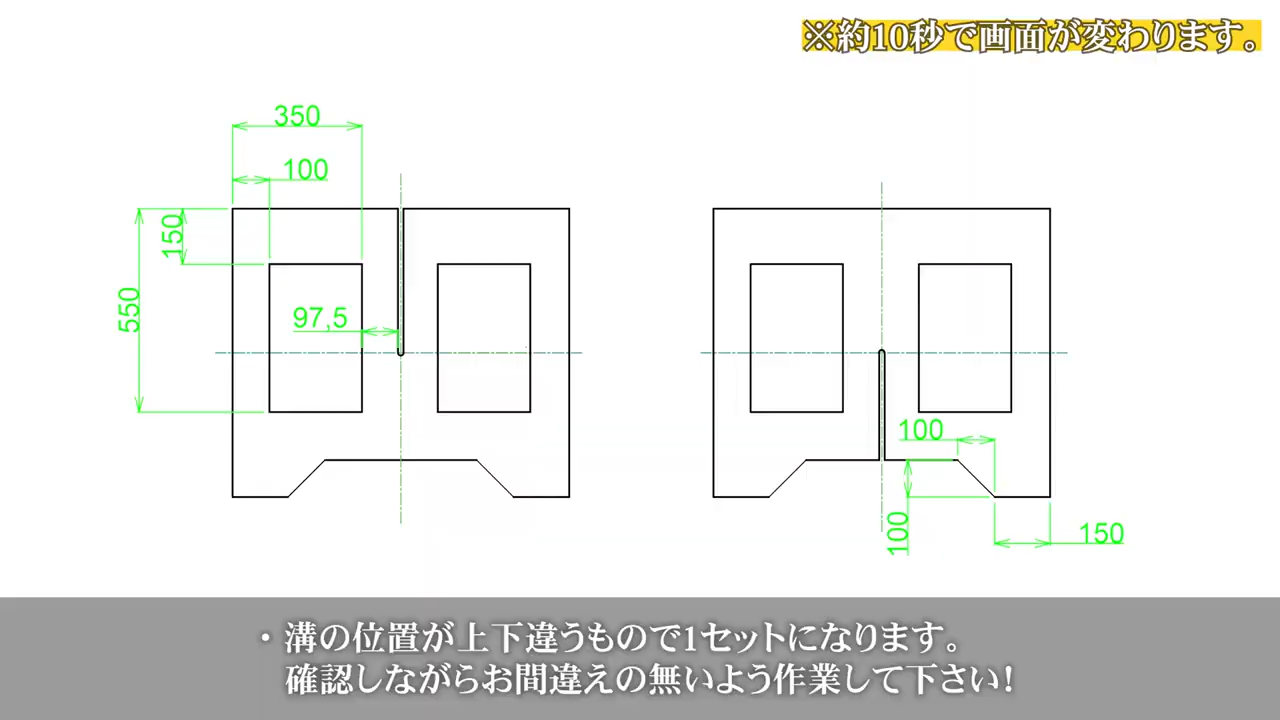 ※約10秒で画面が変わります。
350
100
150
550
97,5
100
100
150
・溝の位置が上下違うもので1セットになります。
確認しながらお間違えの無いよう作業して下さい!